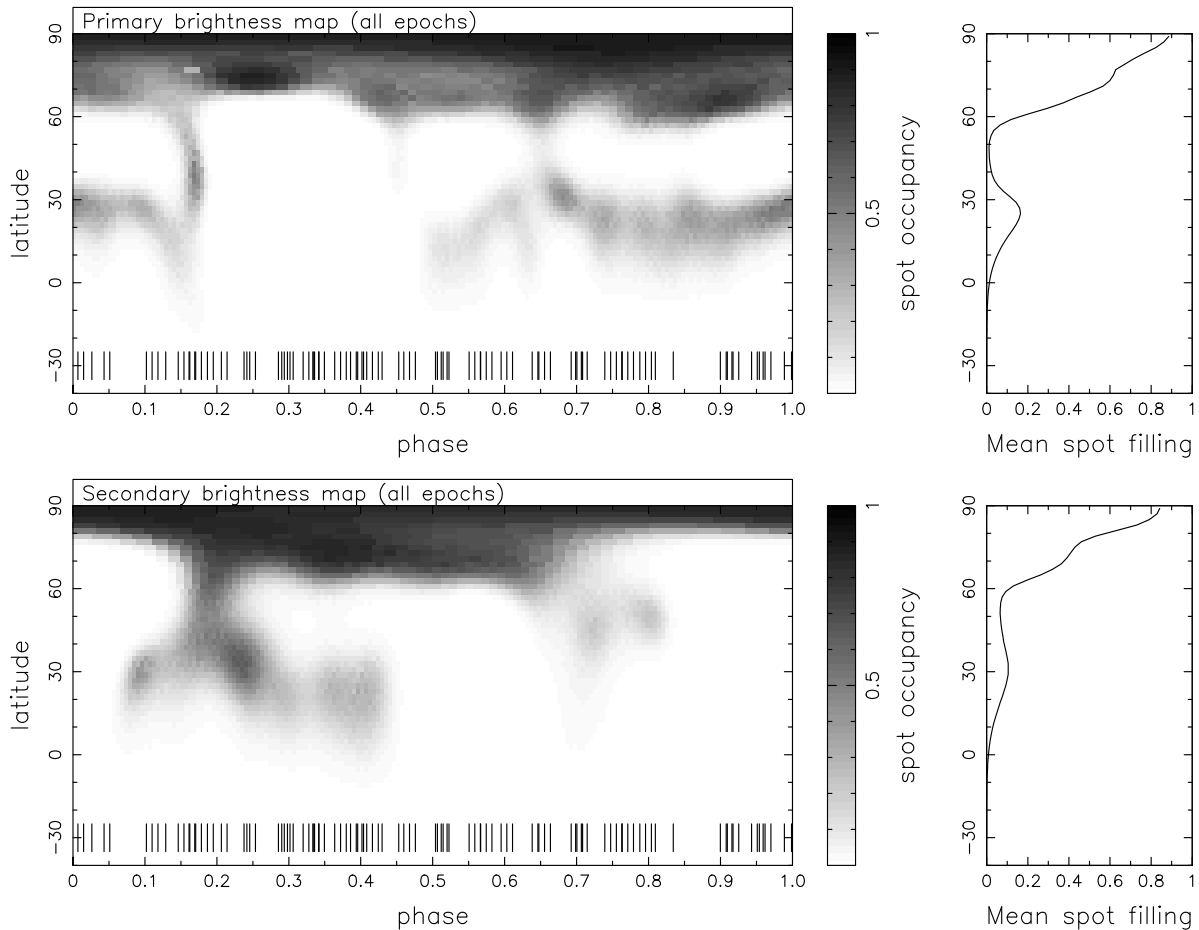 Primary brightness map (all epochs)
90
60
30
0
−30
latitude
0 0.1 0.2 0.3 0.4 0.5 0.6 0.7 0.8 0.9 1.0
phase
1
0.5
spot occupancy
90
60
30
0
−30
0 0.2 0.4 0.6 0.8 1
Mean spot filling
Secondary brightness map (all epochs)
90
60
30
0
−30
latitude
0 0.1 0.2 0.3 0.4 0.5 0.6 0.7 0.8 0.9 1.0
phase
1
0.5
spot occupancy
90
60
30
0
−30
0 0.2 0.4 0.6 0.8 1
Mean spot filling